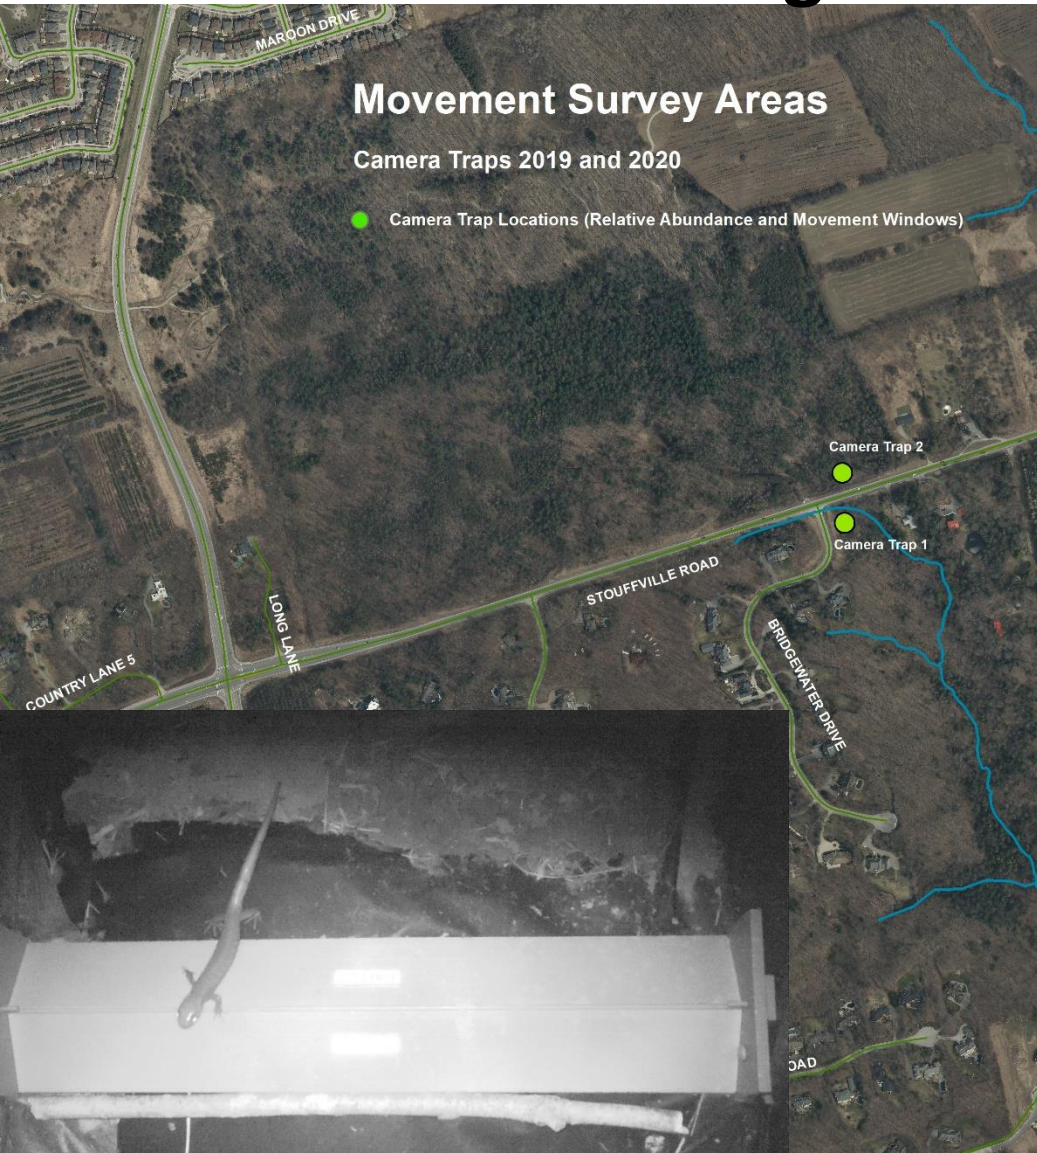 MAROON DRIVE
Movement Survey Areas
Camera Traps 2019 and 2020
Camera Trap Locations (Relative Abundance and Movement Windows)
Camera Trap 2
Camera Trap 1
STOUFFVILLE ROAD
LONG LANE
BRIDGEWATER DRIVE
COUNTRY LANE 5